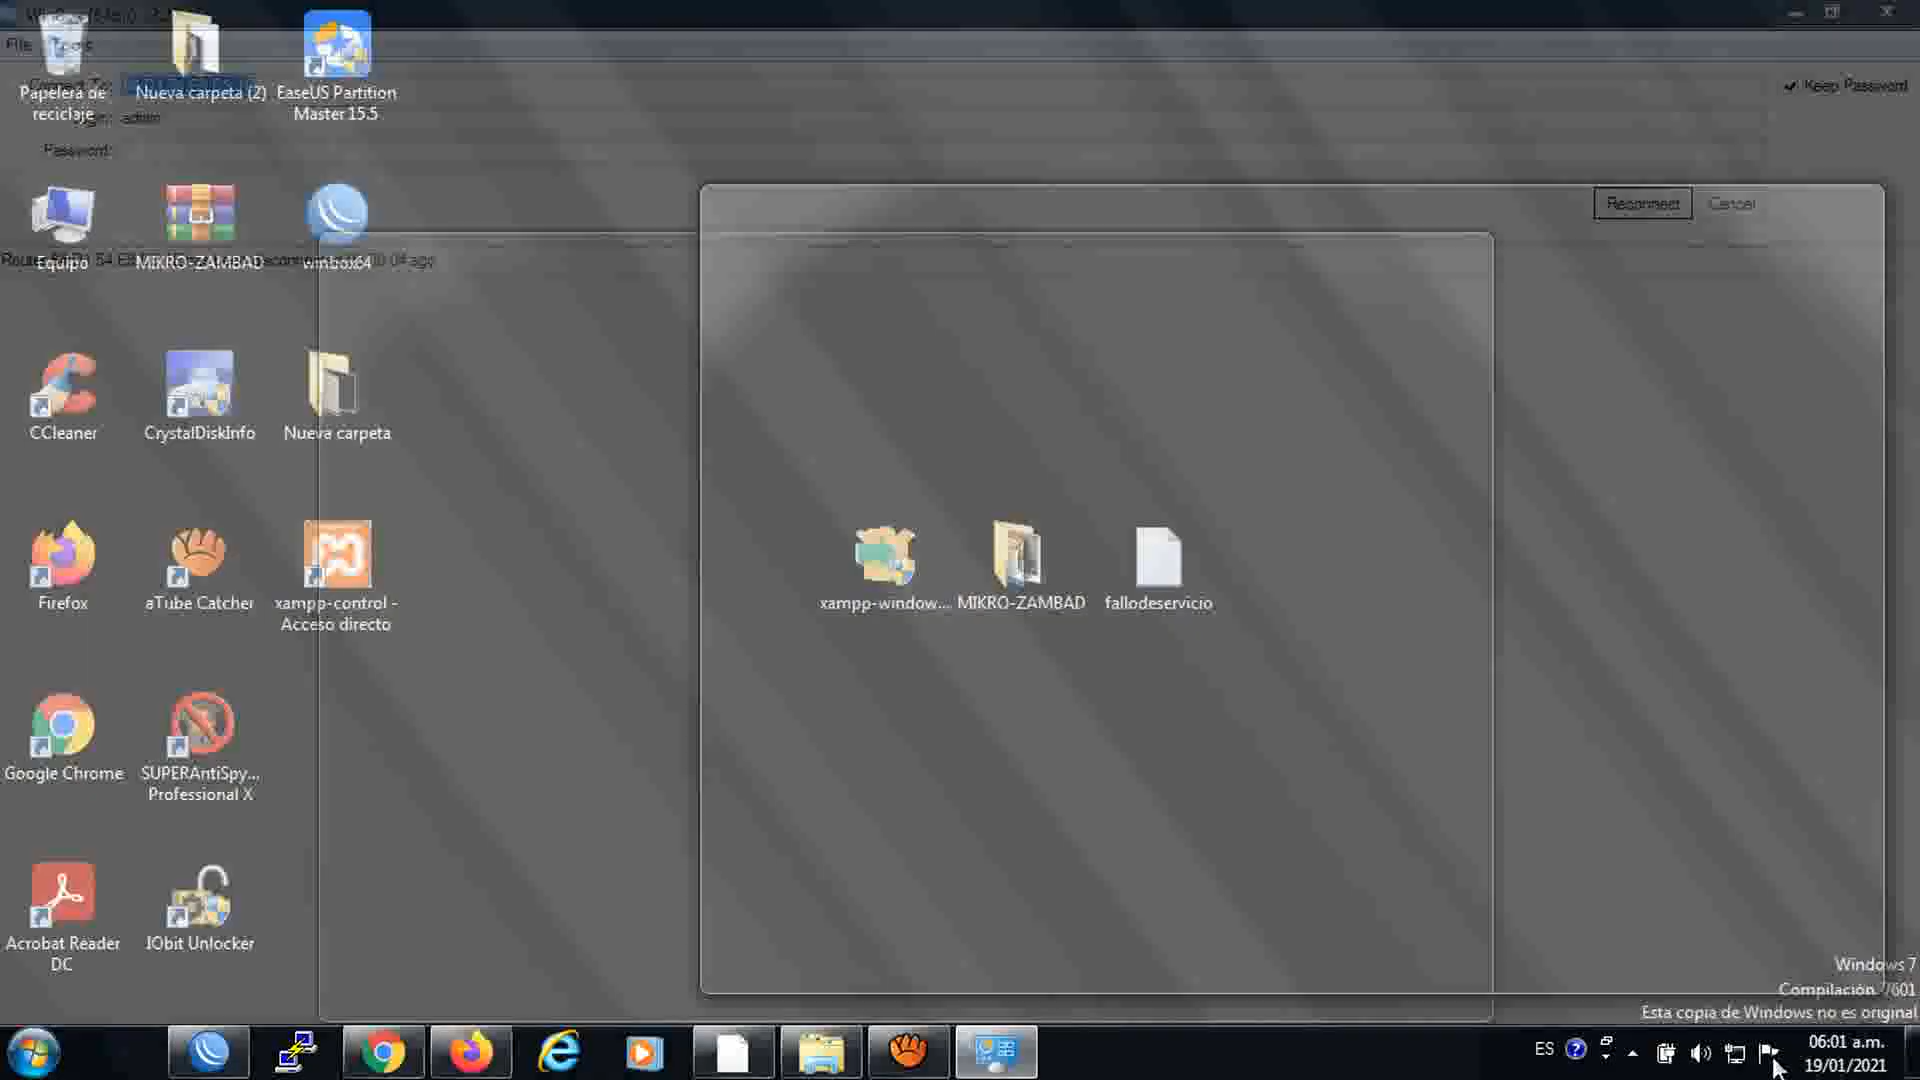 File Tools
Keep Password
admin
Password:
Reconnect Cancel
Papelera de
reciclaje
Nueva carpeta (2)
EaseUS Partition
Master 15.5
Equipo
MIKRO-ZAMBAD
winbox64
CCleaner
CrystalDiskInfo
Nueva carpeta
Firefox
aTube Catcher
xampp-control -
Acceso directo
xampp-window...
MIKRO-ZAMBAD
fallodeservicio
Google Chrome
SUPERAntiSpy...
Professional X
Acrobat Reader
DC
IObit Unlocker
Windows 7
Compilación 7601
Esta copia de Windows no es original
ES
06:01 a.m.
19/01/2021